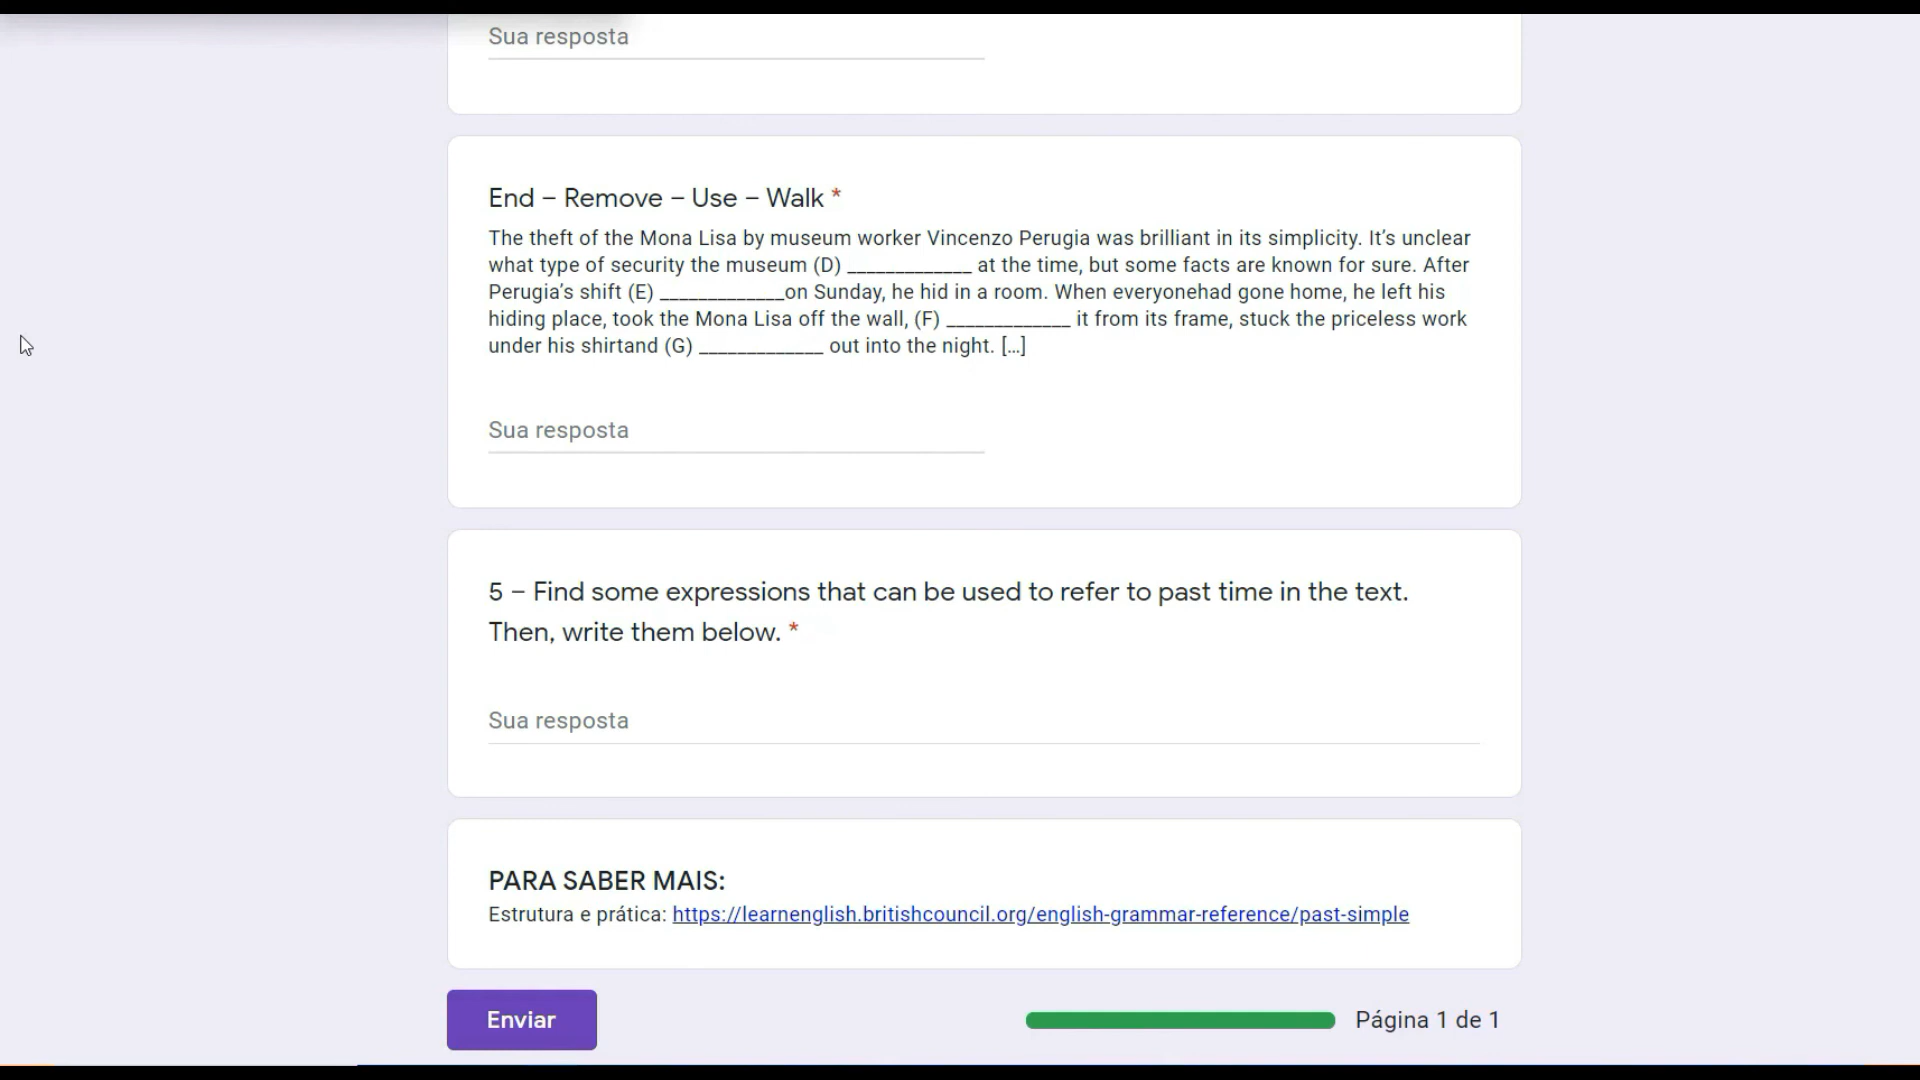 Sua resposta
End – Remove – Use – Walk *
The theft of the Mona Lisa by museum worker Vincenzo Perugia was brilliant in its simplicity. It’s unclear
what type of security the museum (D) _____________ at the time, but some facts are known for sure. After
Perugia’s shift (E) _____________on Sunday, he hid in a room. When everyonehad gone home, he left his
hiding place, took the Mona Lisa off the wall, (F) _____________ it from its frame, stuck the priceless work
under his shirtand (G) _____________ out into the night. […]
Sua resposta
5 – Find some expressions that can be used to refer to past time in the text.
Then, write them below. *
Sua resposta
PARA SABER MAIS:
Estrutura e prática: https://learnenglish.britishcouncil.org/english-grammar-reference/past-simple
Enviar
Página 1 de 1